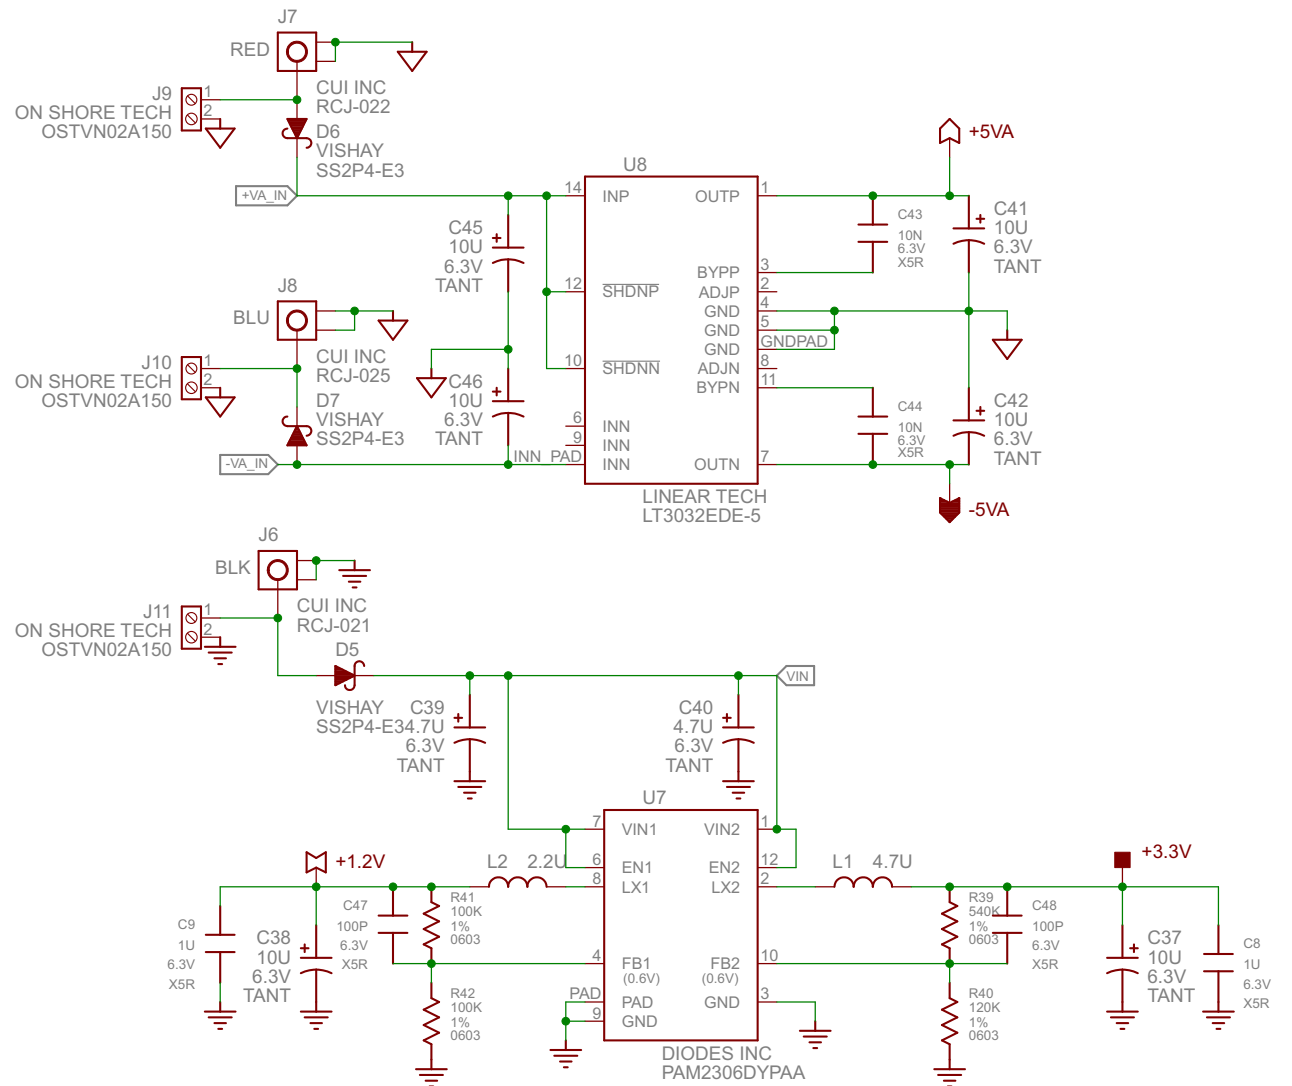 J7
RED
CUI INC
RCJ-022
J9
ON SHORE TECH
OSTVN02A150
1
2
D6
VISHAY
SS2P4-E3
+VA_IN
J8
BLU
CUI INC
RCJ-025
J10
ON SHORE TECH
OSTVN02A150
1
2
D7
VISHAY
SS2P4-E3
-VA_IN
C45
10U
6.3V
TANT
+
C46
10U
6.3V
TANT
+
U8
14 INP
12 SHDNP
10 SHDNN
6 INN
9 INN
INN PAD INN
OUTP 1
BYPP 3
ADJP 2
GND 4
GND 5
GND GNDPAD
ADJN 8
BYPN 11
OUTN 7
LINEAR TECH
LT3032EDE-5
C43
10N
6.3V
X5R
C41
10U
6.3V
TANT
+
+5VA
C44
10N
6.3V
X5R
C42
10U
6.3V
TANT
+
-5VA
J6
BLK
CUI INC
RCJ-021
J11
ON SHORE TECH
OSTVN02A150
1
2
D5
VISHAY
SS2P4-E3
C39
4.7U
6.3V
TANT
+
C40
4.7U
6.3V
TANT
+
VIN
U7
7 VIN1
6 EN1
8 LX1
4 FB1
(0.6V)
PAD PAD
9 GND
VIN2 1
EN2 12
LX2 2
FB2 10
(0.6V)
GND 3
DIODES INC
PAM2306DYPAA
+1.2V
L2 2.2U
C9
1U
6.3V
X5R
C38
10U
6.3V
TANT
+
C47
100P
6.3V
X5R
R41
100K
1%
0603
R42
100K
1%
0603
L1 4.7U
+3.3V
R39
540K
1%
0603
C48
100P
6.3V
X5R
R40
120K
1%
0603
C37
10U
6.3V
TANT
+
C8
1U
6.3V
X5R